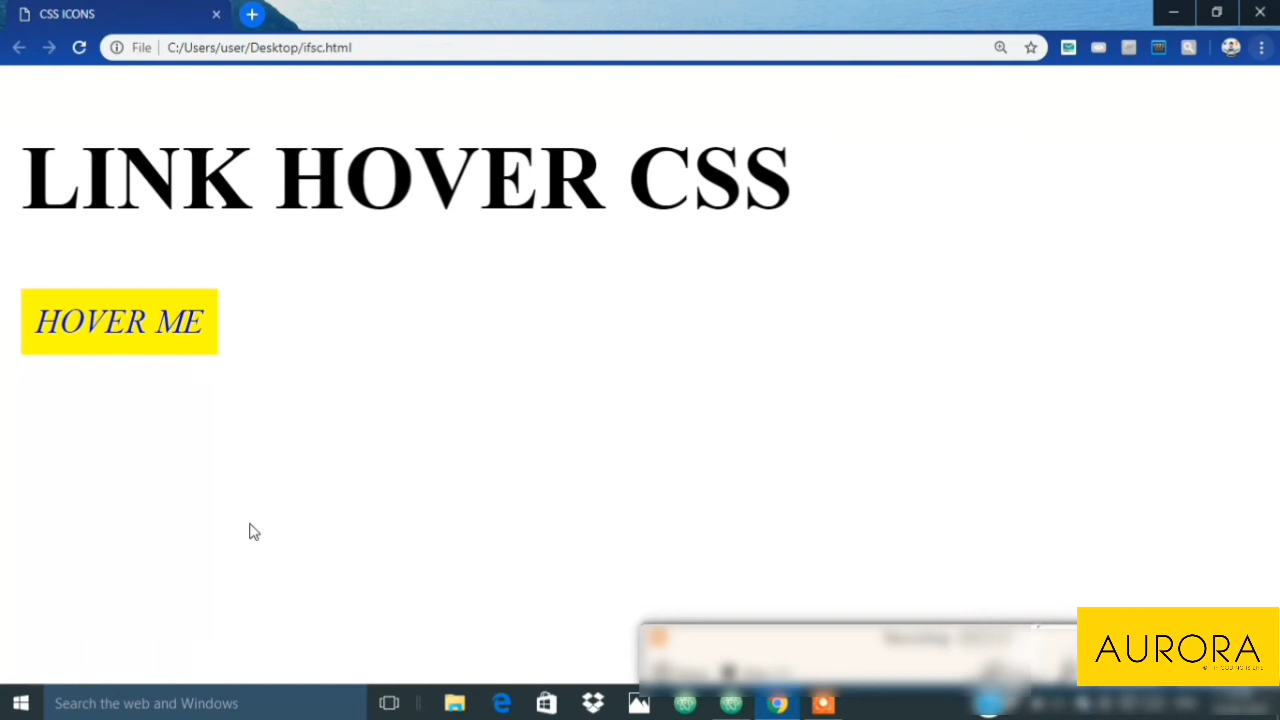 CSS ICONS
File
C:/Users/user/Desktop/ifsc.html
LINK HOVER CSS
HOVER ME
AURORA
Search the web and Windows